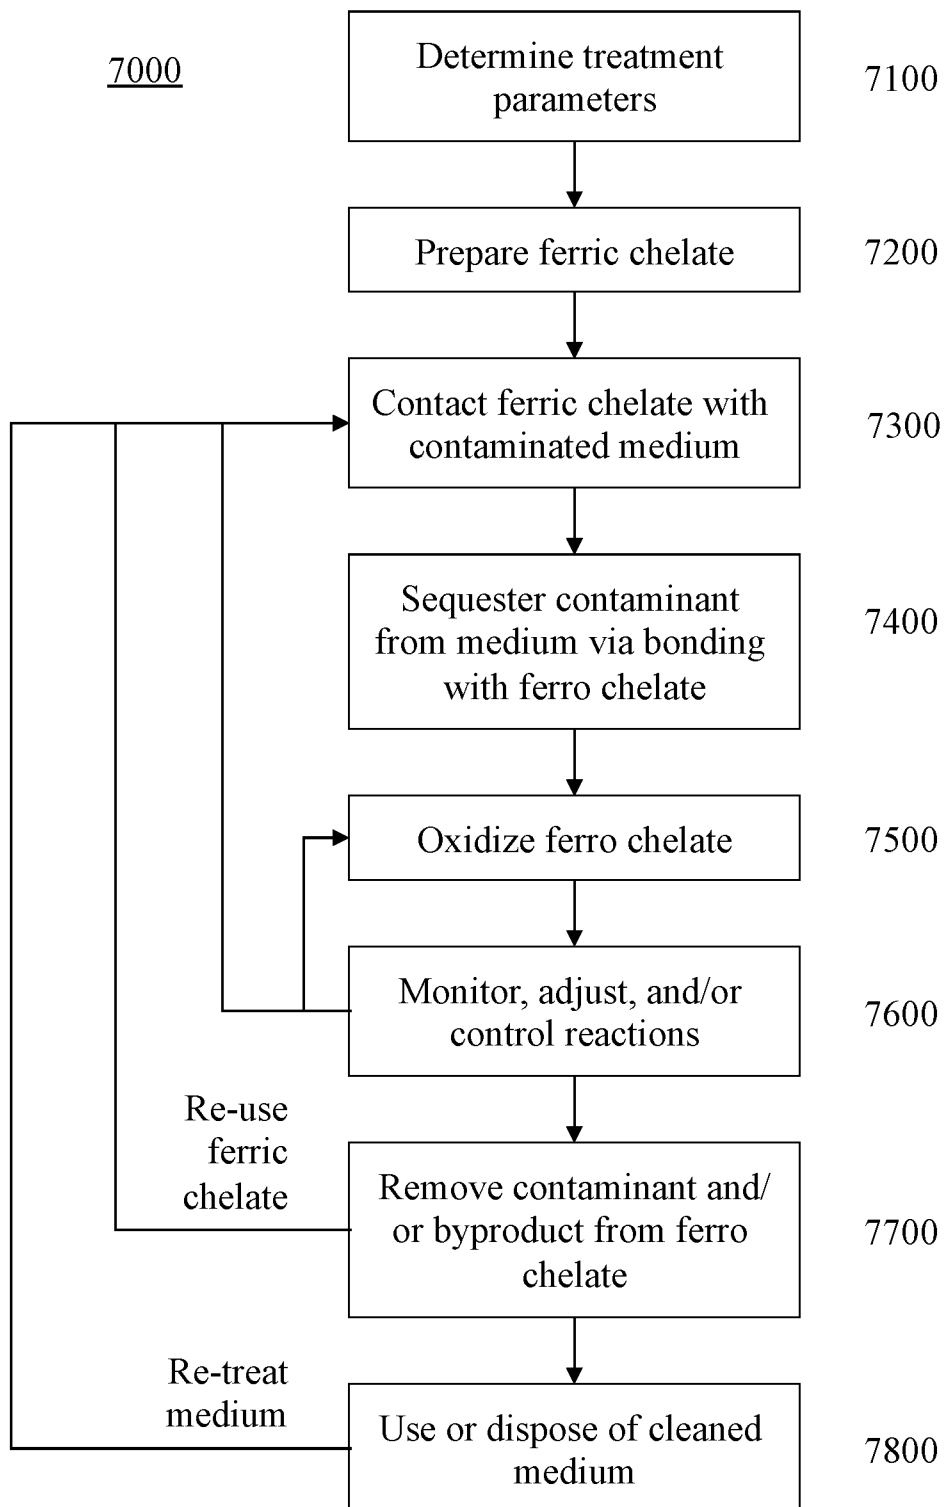 7000
Determine treatment
parameters
7100
Prepare ferric chelate
7200
Contact ferric chelate with
contaminated medium
7300
Sequester contaminant
from medium via bonding
with ferro chelate
7400
Oxidize ferro chelate
7500
Monitor, adjust, and/or
control reactions
7600
Re-use
ferric
chelate
Remove contaminant and/
or byproduct from ferro
chelate
7700
Re-treat
medium
Use or dispose of cleaned
medium
7800